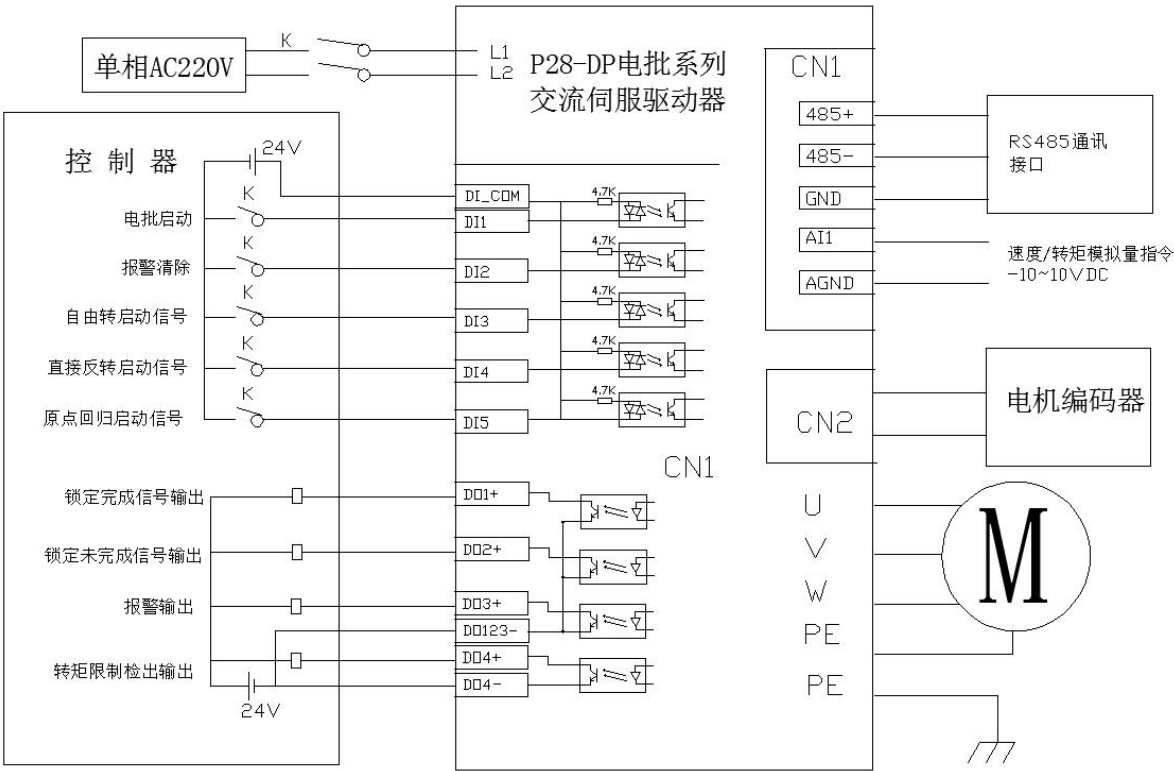 单相AC220V
K
L1
L2
P28-DP电批系列
交流伺服驱动器
控 制 器
24V
K
电批启动
K
报警清除
K
自由转启动信号
K
直接反转启动信号
K
原点回归启动信号
DI_COM
DI1
DI2
DI3
DI4
DI5
4.7K
4.7K
4.7K
4.7K
4.7K
CN1
锁定完成信号输出
锁定未完成信号输出
报警输出
转矩限制检出输出
24V
DO1+
DO2+
DO3+
DO123-
DO4+
DO4-
CN1
485+
485-
GND
AI1
AGND
RS485通讯
接口
速度/转矩模拟量指令
-10~10VDC
CN2
电机编码器
U
V
W
PE
PE
M